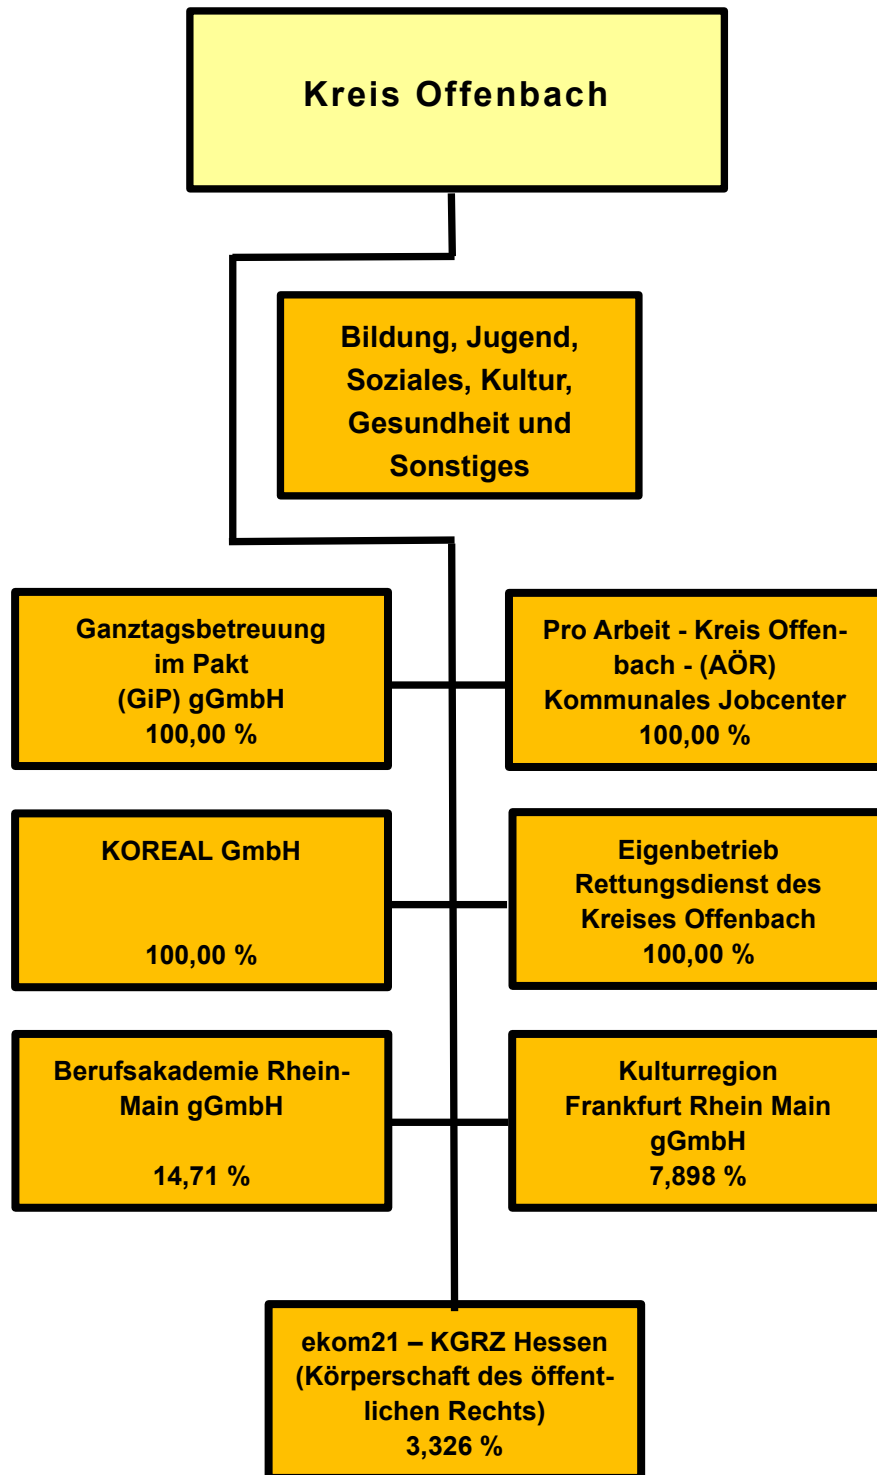 Kreis Offenbach
Bildung, Jugend,
Soziales, Kultur,
Gesundheit und
Sonstiges
Ganztagsbetreuung
im Pakt
(GiP) gGmbH
100,00 %
Pro Arbeit - Kreis Offen-
bach - (AÖR)
Kommunales Jobcenter
100,00 %
KOREAL GmbH
100,00 %
Eigenbetrieb
Rettungsdienst des
Kreises Offenbach
100,00 %
Berufsakademie Rhein-
Main gGmbH
14,71 %
Kulturregion
Frankfurt Rhein Main
gGmbH
7,898 %
ekom21 – KGRZ Hessen
(Körperschaft des öffent-
lichen Rechts)
3,326 %